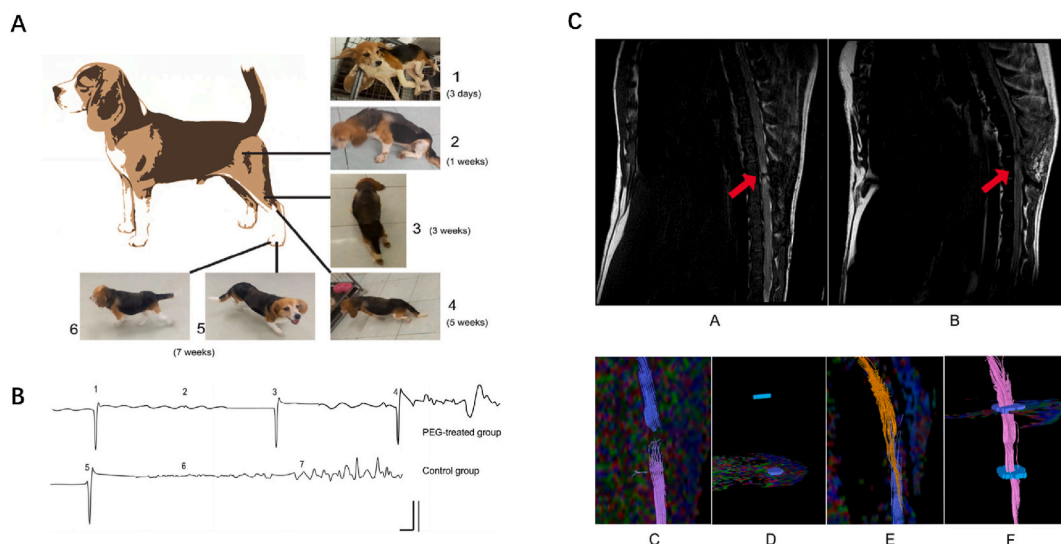 A
1
(3 days)
2
(1 weeks)
3 (3 weeks)
4
(5 weeks)
6
5
(7 weeks)
B
1
2
3
4
PEG-treated group
5
6
7
Control group
C
A
B
C
D
E
F